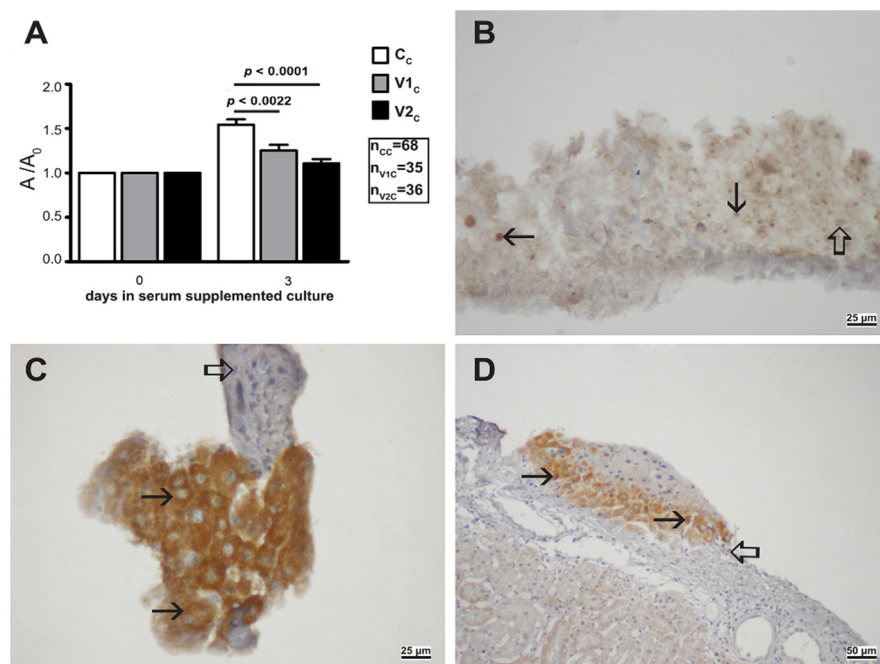 A
A/A0
2.0
1.5
1.0
0.5
0.0
p < 0.0001
p < 0.0022
0
3
days in serum supplemented culture
CC
V1C
V2C
nCC=68
nV1C=35
nV2C=36
B
25 µm
C
25 µm
D
50 µm